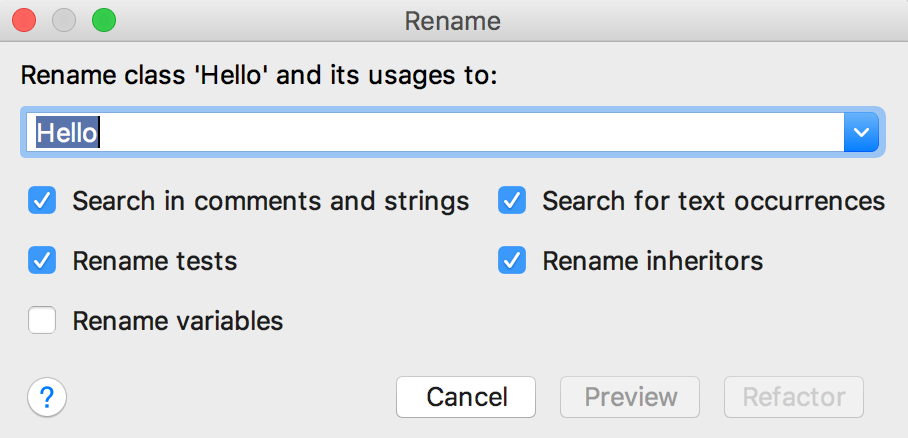 Rename
Rename class 'Hello' and its usages to:
Hello
Search in comments and strings Search for text occurrences
Rename tests Rename inheritors
Rename variables
? Cancel Preview Refactor